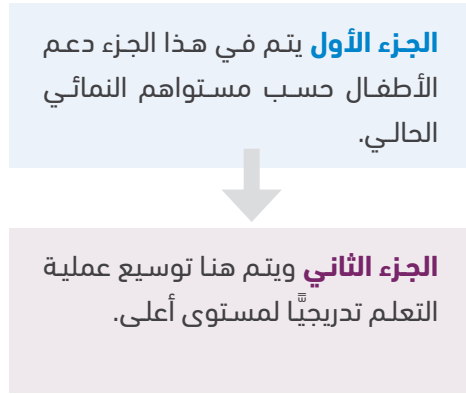 الجزء الأول يتم في هذا الجزء دعم
الأطفال حسب مستواهم النمائي
الحالي.
الجزء الثاني ويتم هنا توسيع عملية
التعلم تدريجيًّا لمستوى أعلى.